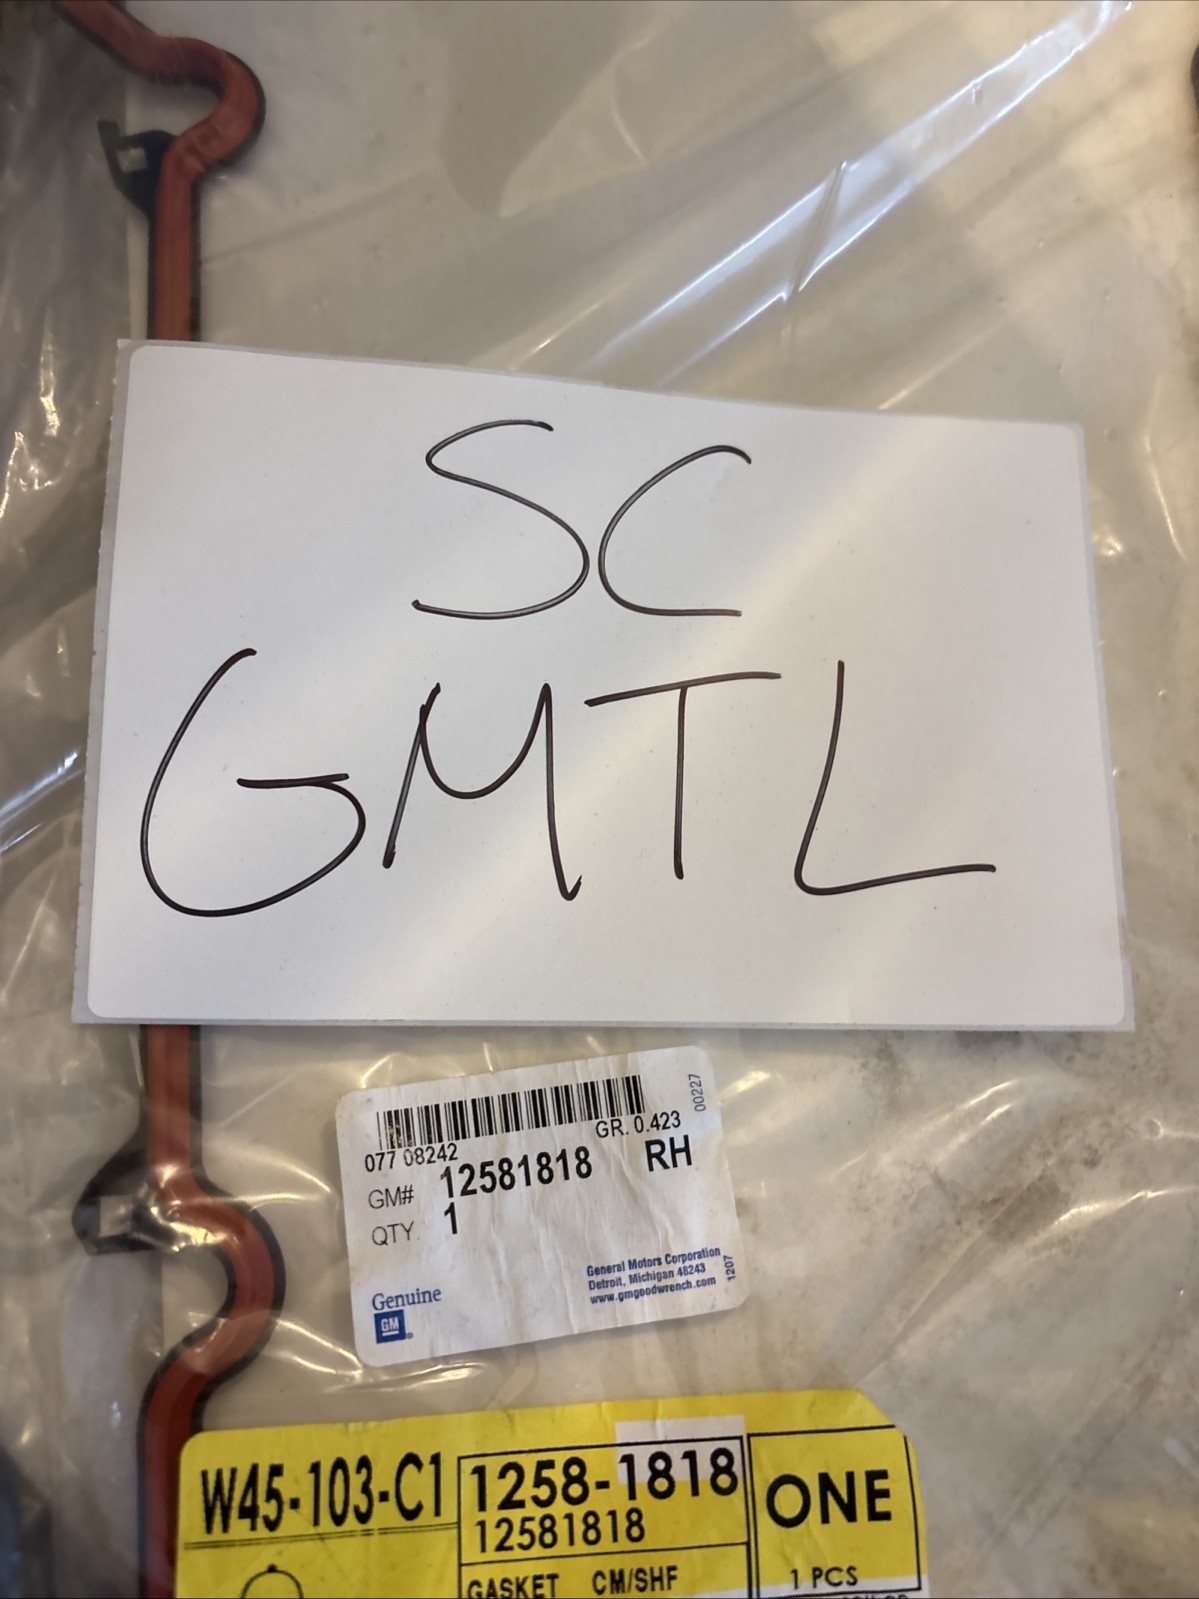 SC
GMTL
00227
GR. 0.423
077 08242
GM# 12581818 RH
QTY. 1
General Motors Corporation
Detroit, Michigan 48243
www.gmgoodwrench.com
1207
Genuine
GM
W45-103-C1
1258-1818
12581818
ONE
GASKET CM/SHF
1 PCS